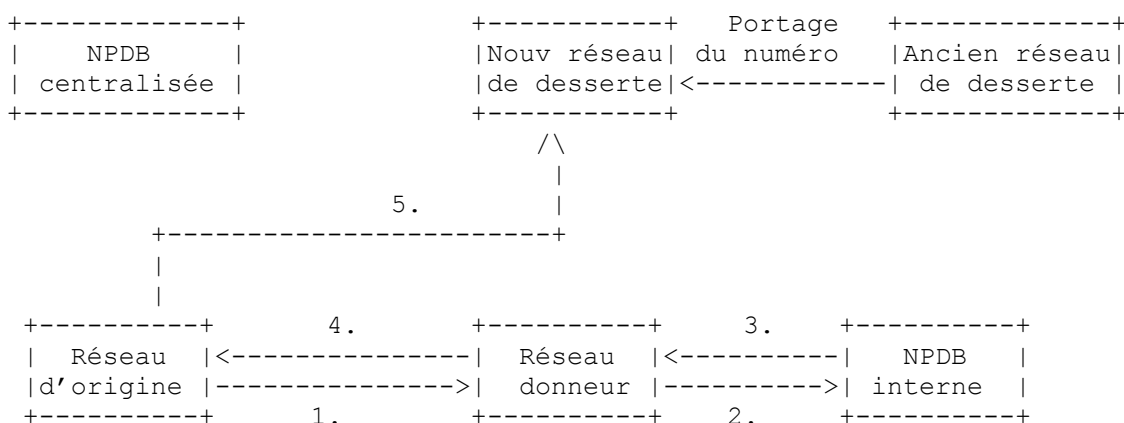 Portage
NPDB |Nouv réseau| du numéro |Ancien réseau|
centralisée |de desserte| de desserte
5.
4. 3.
Réseau Réseau NPDB
d'origine donneur interne
1. 2.